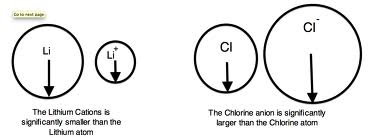 Go to next page
Li
Li+
Cl
Cl-
The Lithium Cations is
significantly smaller than the
Lithium atom
The Chlorine anion is significantly
larger than the Chlorine atom